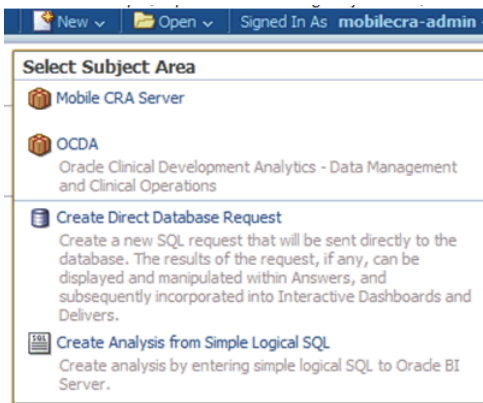 New Open Signed In As mobilecra-admin
Select Subject Area
Mobile CRA Server
OCDA
Oracle Clinical Development Analytics - Data Management
and Clinical Operations
Create Direct Database Request
Create a new SQL request that will be sent directly to the
database. The results of the request, if any, can be
displayed and manipulated within Answers, and
subsequently incorporated into Interactive Dashboards and
Delivers.
SQL
Create Analysis from Simple Logical SQL
Create analysis by entering simple logical SQL to Oracle BI
Server.